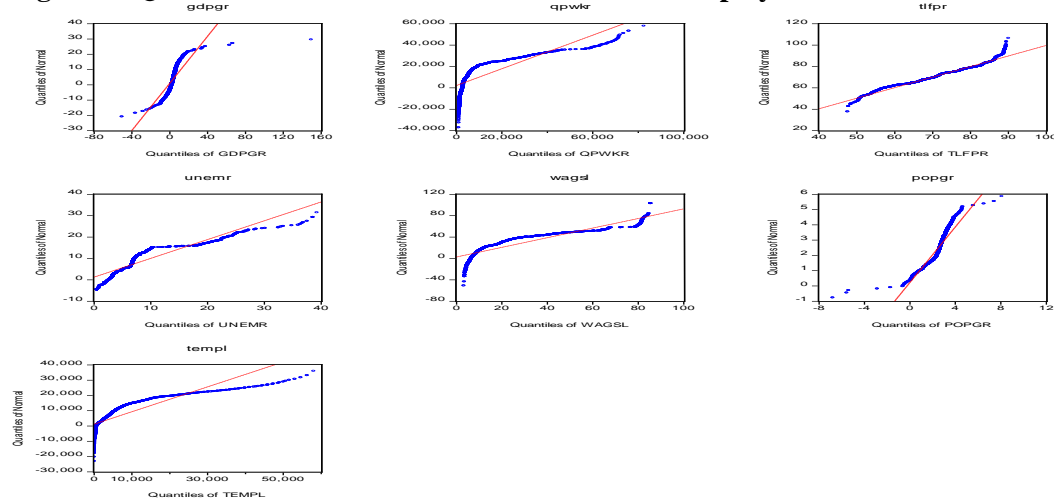 gdpgr
Quantiles of Normal
40
30
20
10
0
-10
-20
-30
-80 -40 0 40 80 120 160
Quantiles of GDPGR
qpwkr
Quantiles of Normal
60,000
40,000
20,000
0
-20,000
-40,000
0 20,000 40,000 60,000 80,000 100,000
Quantiles of QPWKR
tlfpr
Quantiles of Normal
120
100
80
60
40
20
40 50 60 70 80 90 100
Quantiles of TLFPR
unemr
Quantiles of Normal
40
30
20
10
0
-10
0 10 20 30 40
Quantiles of UNEMR
wagsl
Quantiles of Normal
120
80
40
0
-40
-80
0 20 40 60 80 100
Quantiles of WAGSL
popgr
Quantiles of Normal
6
5
4
3
2
1
0
-1
-8 -4 0 4 8 12
Quantiles of POPGR
templ
Quantiles of Normal
40,000
30,000
20,000
10,000
0
-10,000
-20,000
-30,000
0 10,000 30,000 50,000
Quantiles of TEMPL